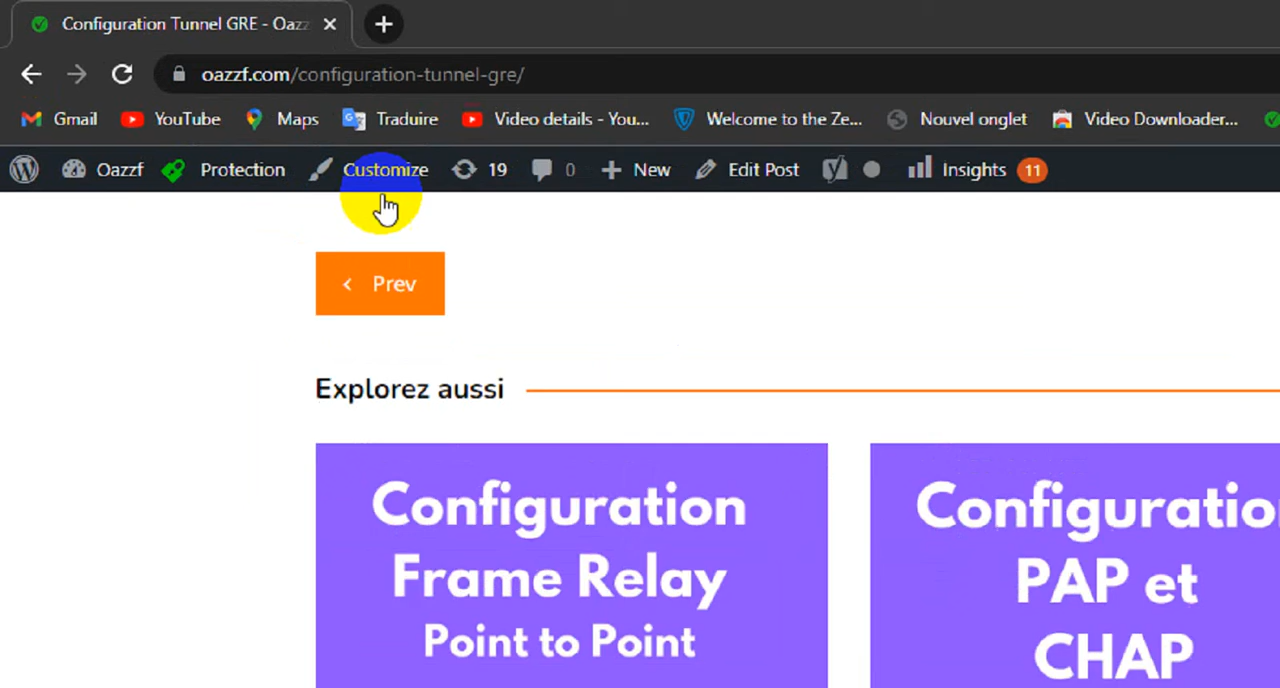 Configuration Tunnel GRE - Oazz
oazzf.com/configuration-tunnel-gre/
Gmail YouTube Maps Traduire Video details - You... Welcome to the Ze... Nouvel onglet Video Downloader...
Oazzf Protection Customize 19 0 New Edit Post Insights 11
Prev
Explorez aussi
Configuration
Frame Relay
Point to Point
Configuration
PAP et
CHAP